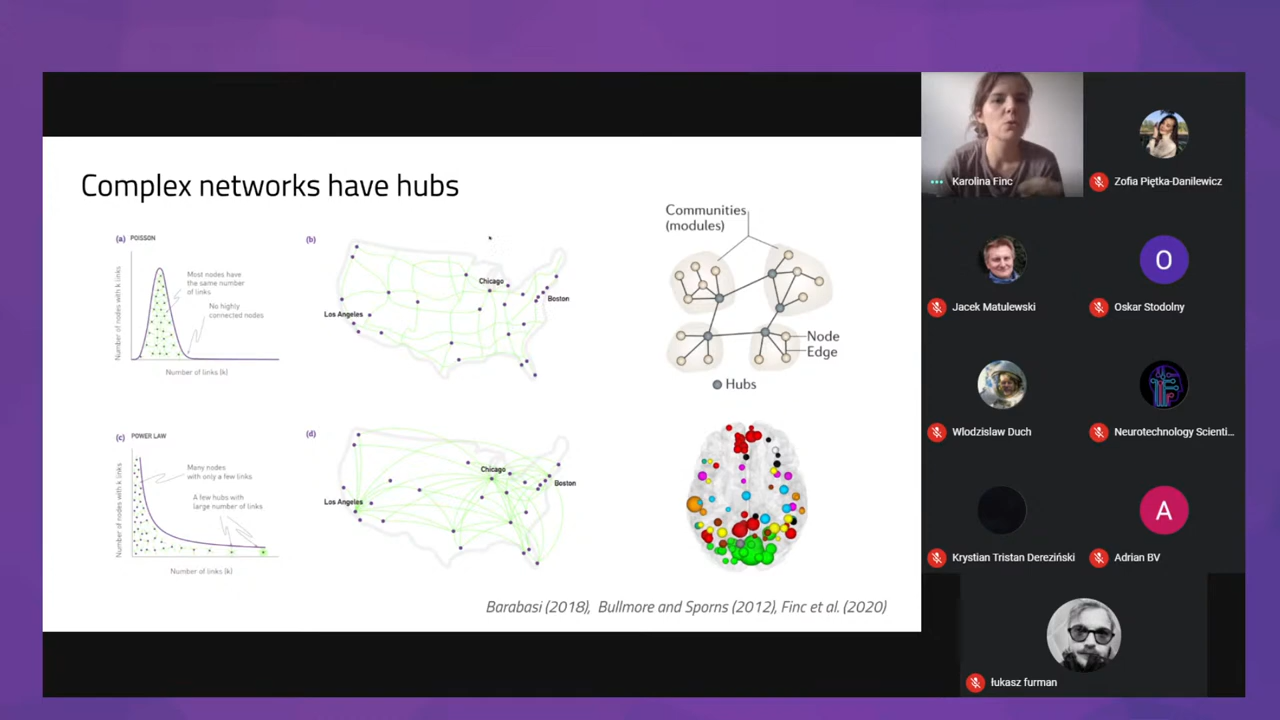 Complex networks have hubs
(a) POISSON
Number of nodes with k links
Most nodes have
the same number
of links
No highly
connected nodes
Number of links (k)
(b)
Chicago
Boston
Los Angeles
Communities
(modules)
Node
Edge
Hubs
(c) POWER LAW
Number of nodes with k links
Many nodes
with only a few links
A few hubs with
large number of links
Number of links (k)
(d)
Chicago
Boston
Los Angeles
Barabasi (2018), Bullmore and Sporns (2012), Finc et al. (2020)
Karolina Finc
Zofia Piętka-Danilewicz
Jacek Matulewski
O
Oskar Stodolny
Wlodzislaw Duch
Neurotechnology Scienti...
Krystian Tristan Dereziński
A
Adrian BV
łukasz furman